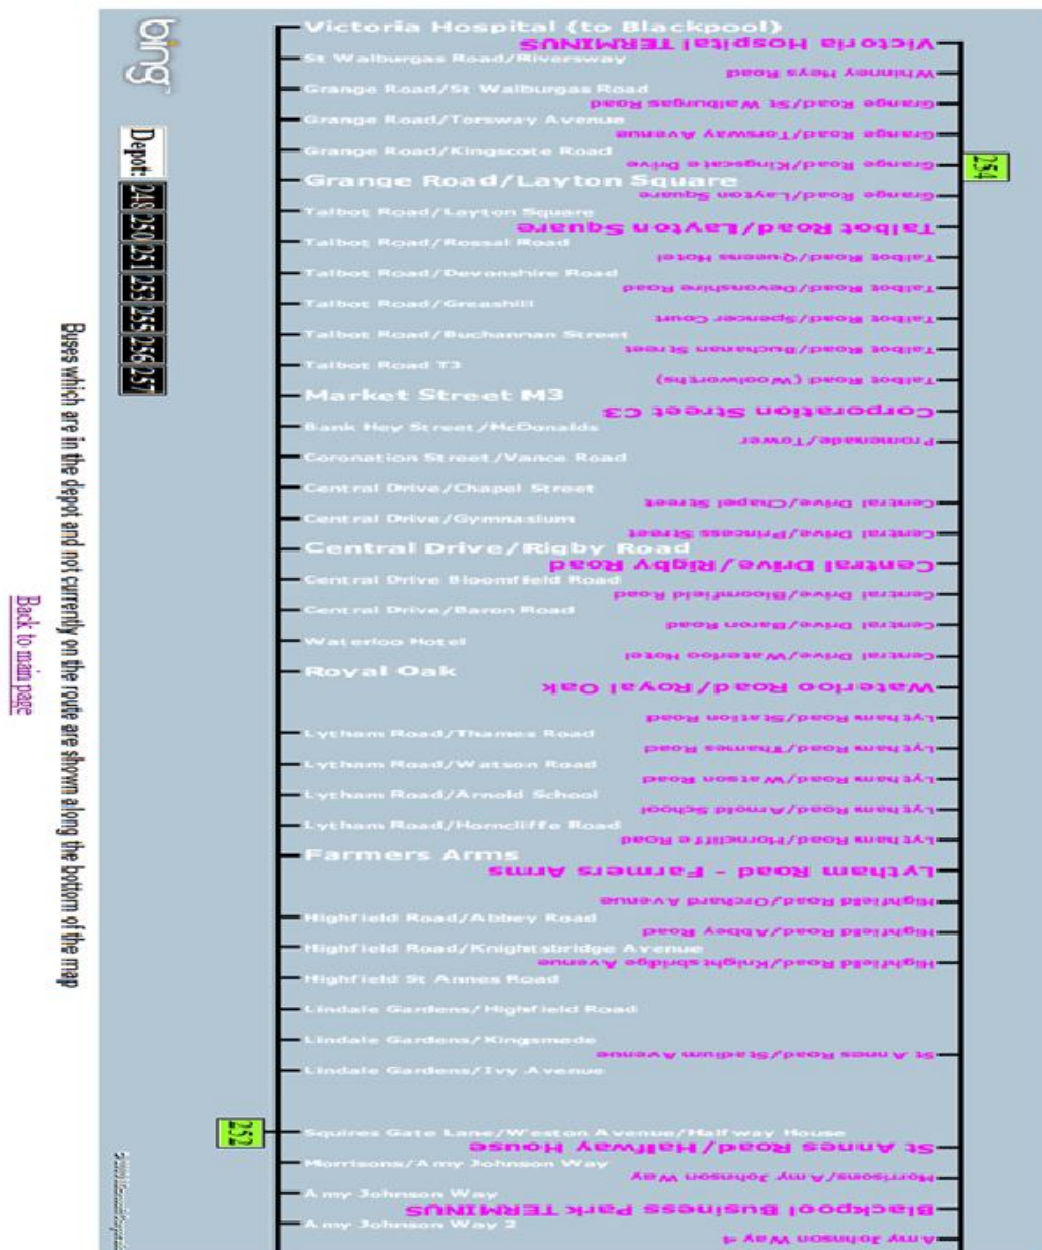 Victoria Hospital (to Blackpool)
St Walburgas Road/Riversway
Grange Road/St Walburgas Road
Grange Road/Torsway Avenue
Grange Road/Kingscote Road
Grange Road/Layton Square
Talbot Road/Layton Square
Talbot Road/Rossal Road
Talbot Road/Devonshire Road
Talbot Road/Greashill
Talbot Road/Buchannan Street
Talbot Road T3
Market Street M3
Bank Hey Street/McDonalds
Coronation Street/Vance Road
Central Drive/Chapel Street
Central Drive/Gymnasium
Central Drive/Rigby Road
Central Drive Bloomfield Road
Central Drive/Baron Road
Waterloo Hotel
Royal Oak
Lytham Road/Thames Road
Lytham Road/Watson Road
Lytham Road/Arnold School
Lytham Road/Horncliffe Road
Farmers Arms
Highfield Road/Abbey Road
Highfield Road/Knightsbridge Avenue
Highfield St Annes Road
Lindale Gardens/Highfield Road
Lindale Gardens/Kingsmede
Lindale Gardens/Ivy Avenue
Squires Gate Lane/Weston Avenue/Halfway House
Morrisons/Amy Johnson Way
Amy Johnson Way
Amy Johnson Way 2
Victoria Hospital TERMINUS
Whinney Heys Road
Grange Road/St Walburgas Road
Grange Road/Torsway Avenue
Grange Road/Kingscate Drive
Grange Road/Layton Square
Talbot Road/Layton Square
Talbot Road/Queens Hotel
Talbot Road/Devonshire Road
Talbot Road/Spencer Court
Talbot Road/Buchanan Street
Talbot Road (Woolworths)
Corporation Street C3
Promenade/Tower
Central Drive/Chapel Street
Central Drive/Princess Street
Central Drive/Rigby Road
Central Drive/Bloomfield Road
Central Drive/Baron Road
Central Drive/Waterloo Hotel
Waterloo Road/Royal Oak
Lytham Road/Station Road
Lytham Road/Thames Road
Lytham Road/Watson Road
Lytham Road/Arnold School
Lytham Road/Horncliffe Road
Lytham Road - Farmers Arms
Highfield Road/Orchard Avenue
Highfield Road/Abbey Road
Highfield Road/Knightsbridge Avenue
St Annes Road/Stadium Avenue
St Annes Road/Halfway House
Morrisons/Amy Johnson Way
Blackpool Business Park TERMINUS
Amy Johnson Way 4
254
252
bing
Depot: 248 250 251 253 255 256 257
Buses which are in the depot and not currently on the route are shown along the bottom of the map
Back to main page